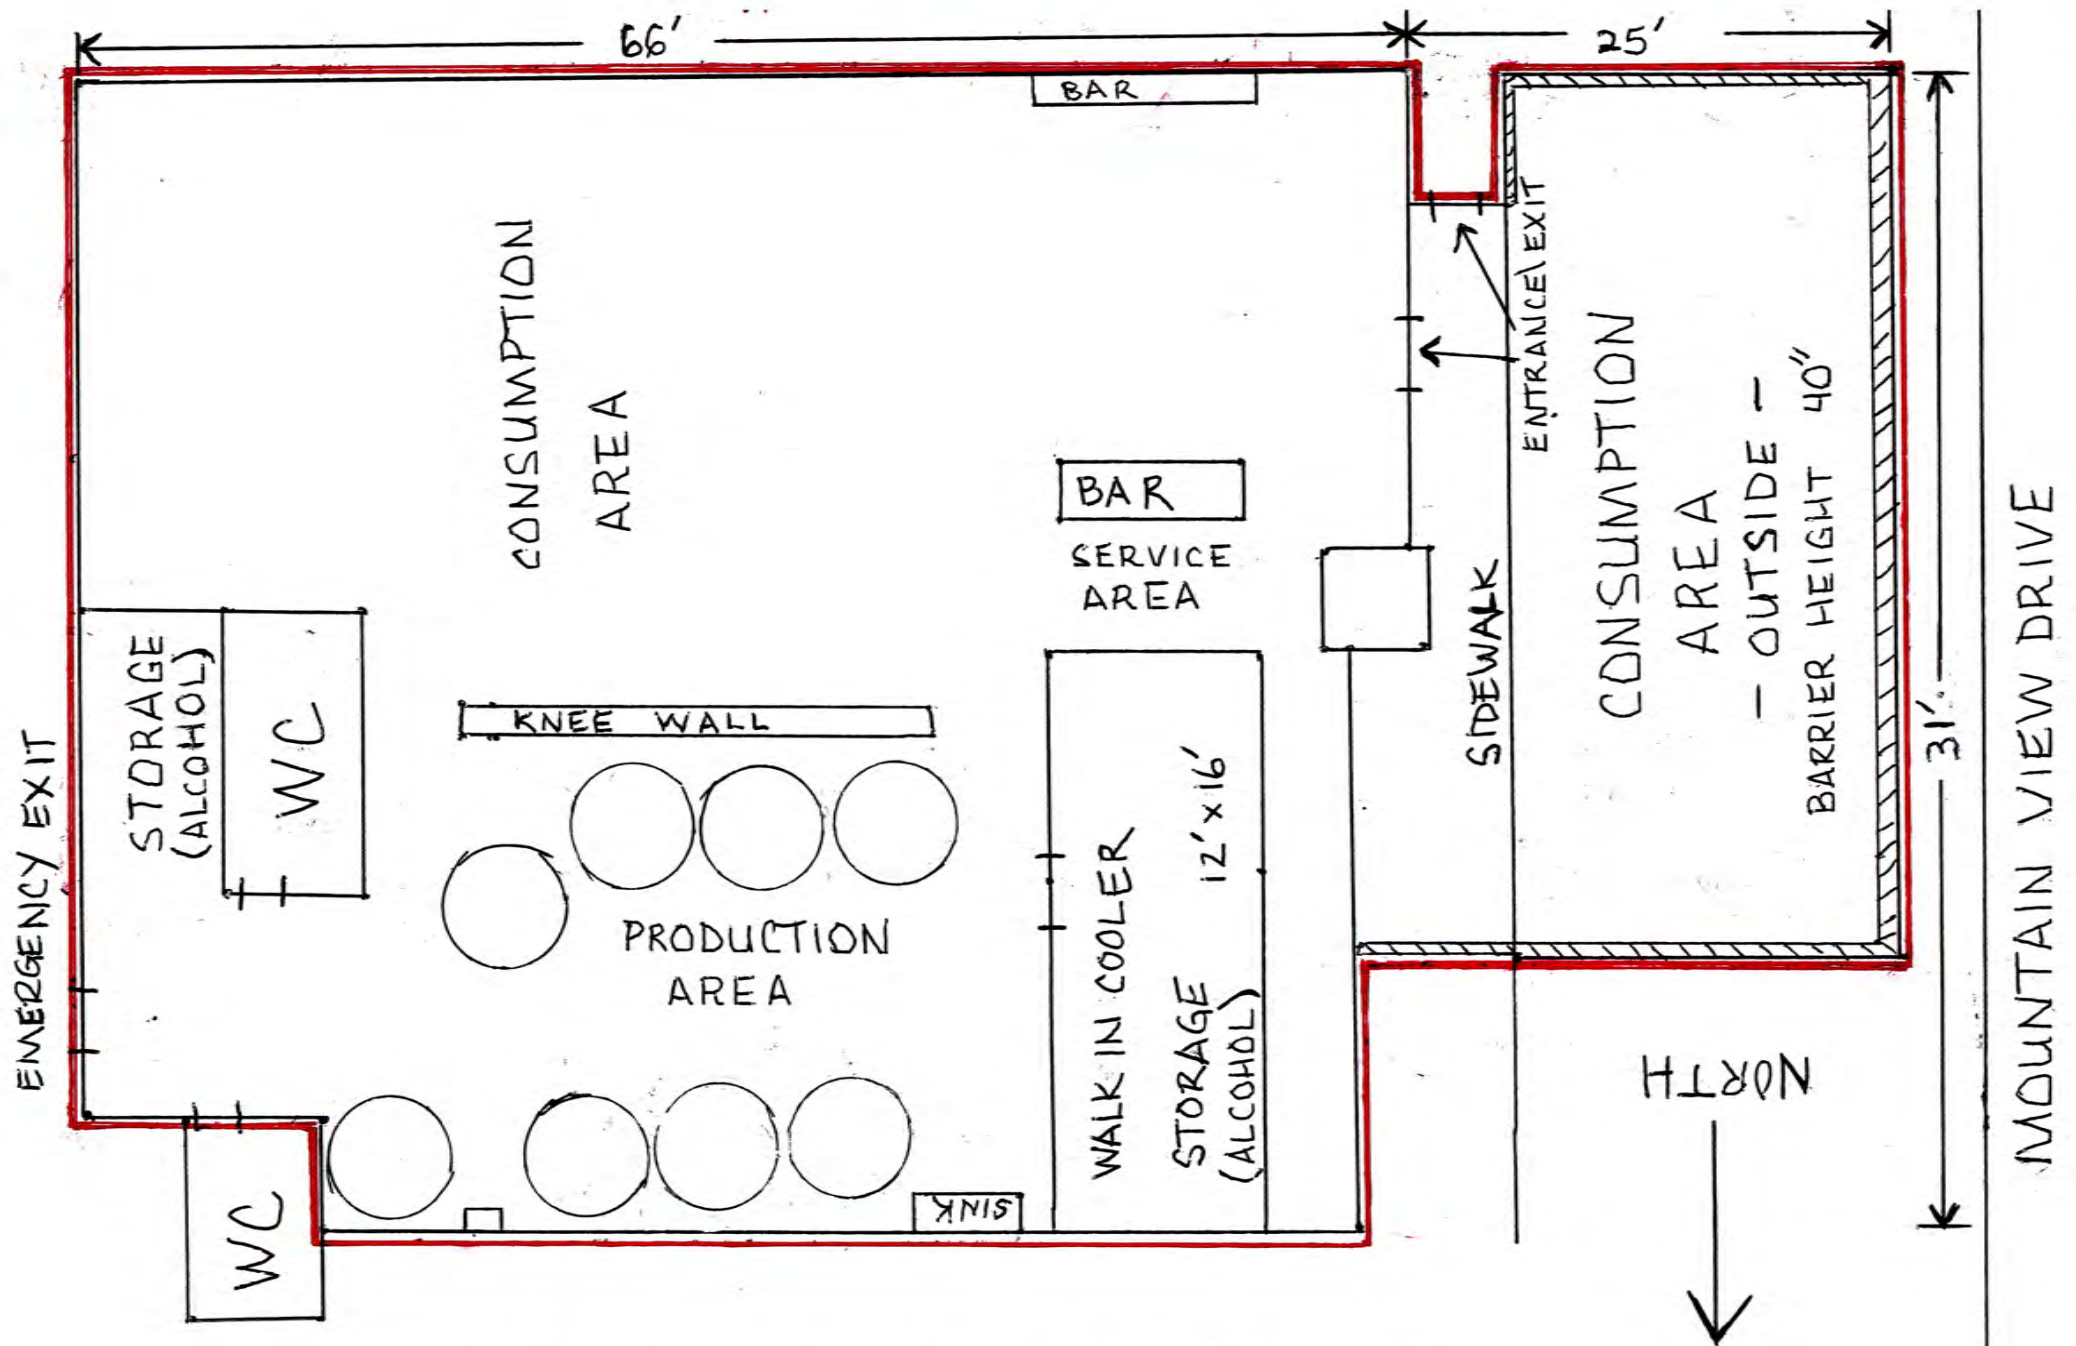 66'
25'
BAR
CONSUMPTION
AREA
ENTRANCE\EXIT
BAR
SERVICE
AREA
CONSUMPTION
AREA
- OUTSIDE -
BARRIER HEIGHT 40"
31'
MOUNTAIN VIEW DRIVE
SIDEWALK
STORAGE
(ALCOHOL)
WC
KNEE WALL
EMERGENCY EXIT
PRODUCTION
AREA
WALK IN COOLER
12' x 16'
STORAGE
(ALCOHOL)
NORTH
SINK
WC